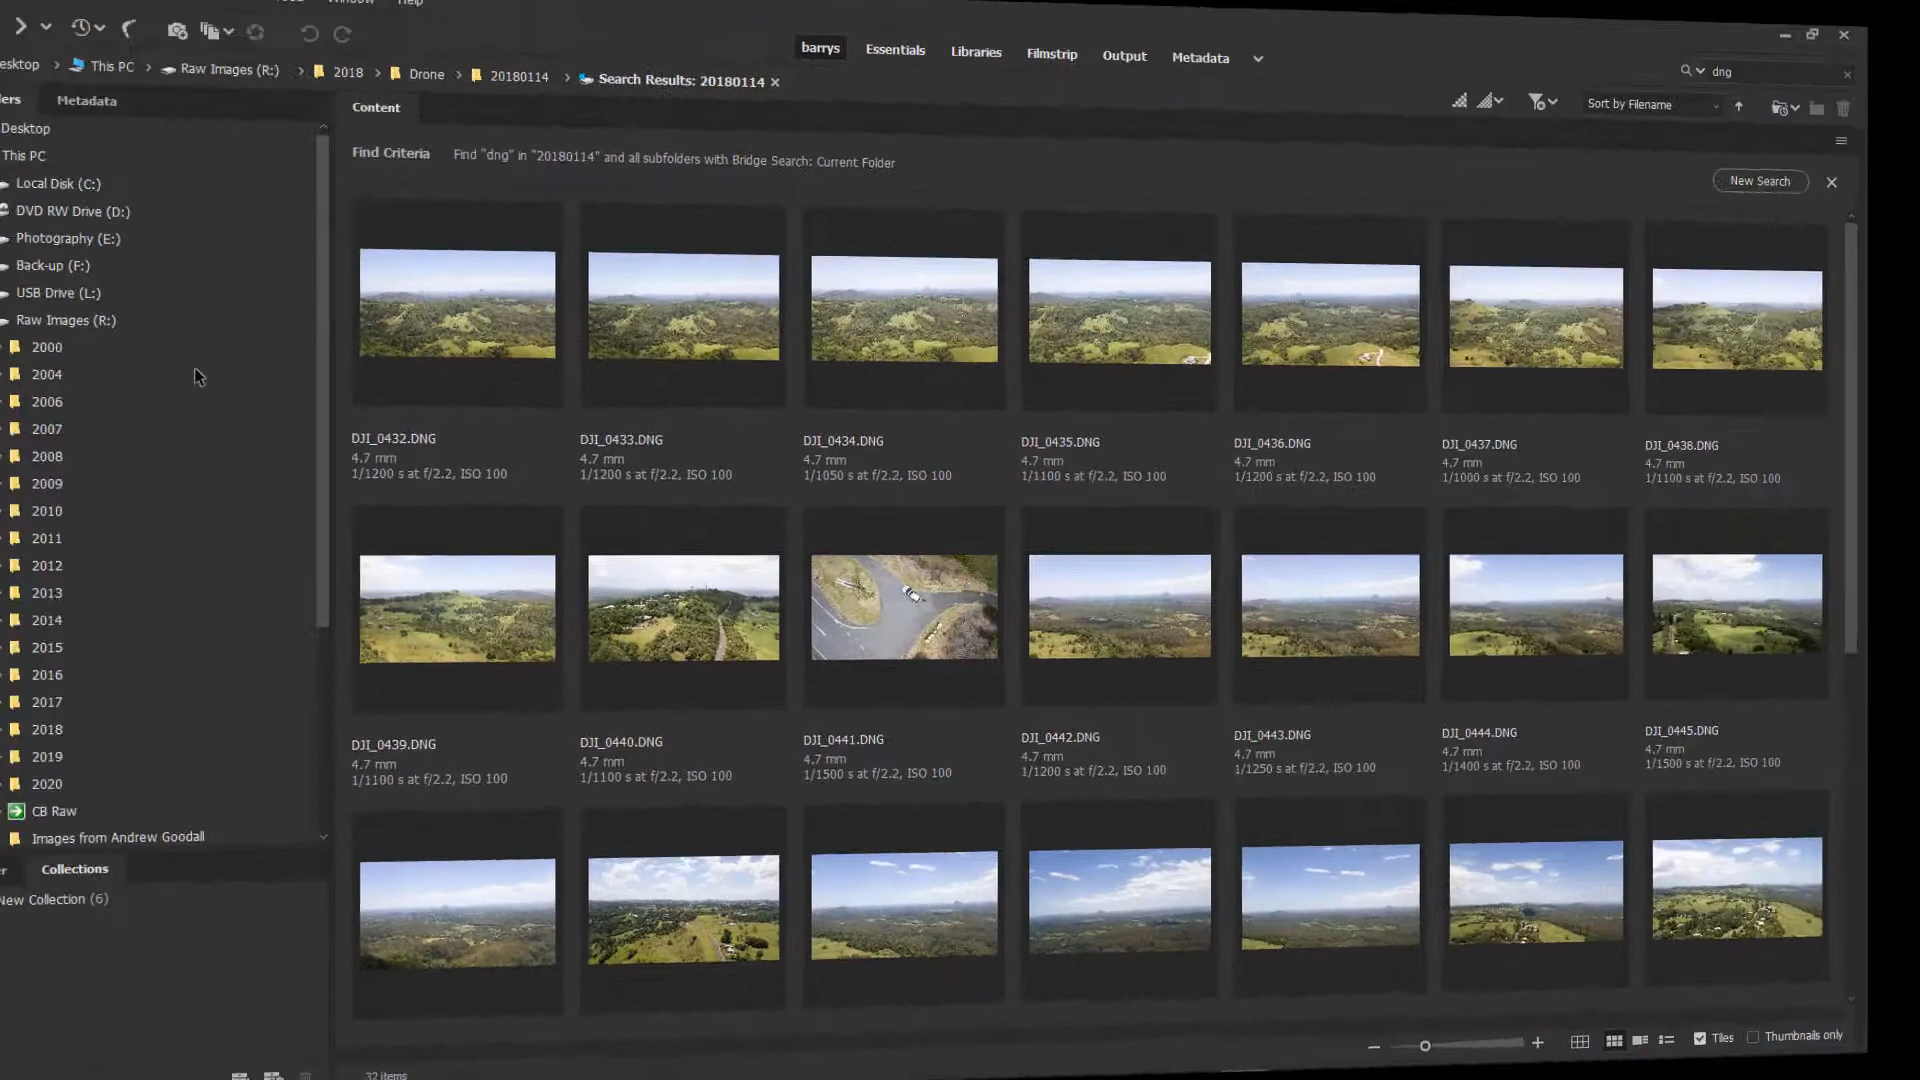 Window Help
barrys Essentials Libraries Filmstrip Output Metadata
esktop This PC Raw Images (R:) 2018 Drone 20180114 Search Results: 20180114
dng
ers Metadata
Content
Sort by Filename
Find Criteria Find "dng" in "20180114" and all subfolders with Bridge Search: Current Folder
New Search
Desktop
This PC
Local Disk (C:)
DVD RW Drive (D:)
Photography (E:)
Back-up (F:)
USB Drive (L:)
Raw Images (R:)
2000
2004
2006
2007
2008
2009
2010
2011
2012
2013
2014
2015
2016
2017
2018
2019
2020
CB Raw
Images from Andrew Goodall
er Collections
New Collection (6)
DJI_0432.DNG DJI_0433.DNG DJI_0434.DNG DJI_0435.DNG DJI_0436.DNG DJI_0437.DNG DJI_0438.DNG
4.7 mm 4.7 mm 4.7 mm 4.7 mm 4.7 mm 4.7 mm 4.7 mm
1/1200 s at f/2.2, ISO 100 1/1200 s at f/2.2, ISO 100 1/1050 s at f/2.2, ISO 100 1/1100 s at f/2.2, ISO 100 1/1200 s at f/2.2, ISO 100 1/1000 s at f/2.2, ISO 100 1/1100 s at f/2.2, ISO 100
DJI_0439.DNG DJI_0440.DNG DJI_0441.DNG DJI_0442.DNG DJI_0443.DNG DJI_0444.DNG DJI_0445.DNG
4.7 mm 4.7 mm 4.7 mm 4.7 mm 4.7 mm 4.7 mm 4.7 mm
1/1100 s at f/2.2, ISO 100 1/1100 s at f/2.2, ISO 100 1/1500 s at f/2.2, ISO 100 1/1200 s at f/2.2, ISO 100 1/1250 s at f/2.2, ISO 100 1/1400 s at f/2.2, ISO 100 1/1500 s at f/2.2, ISO 100
Tiles Thumbnails only
32 items